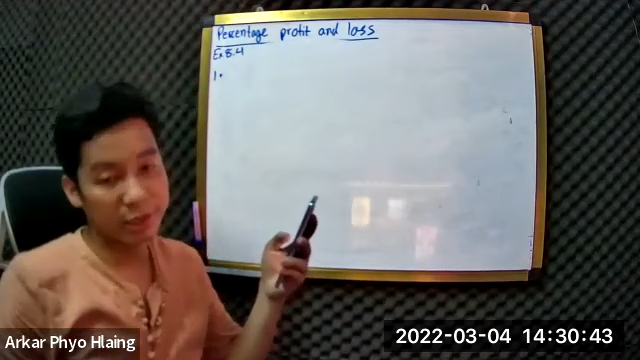 Percentage profit and loss
Ex 8.4
1.
Arkar Phyo Hlaing
2022-03-04 14:30:43